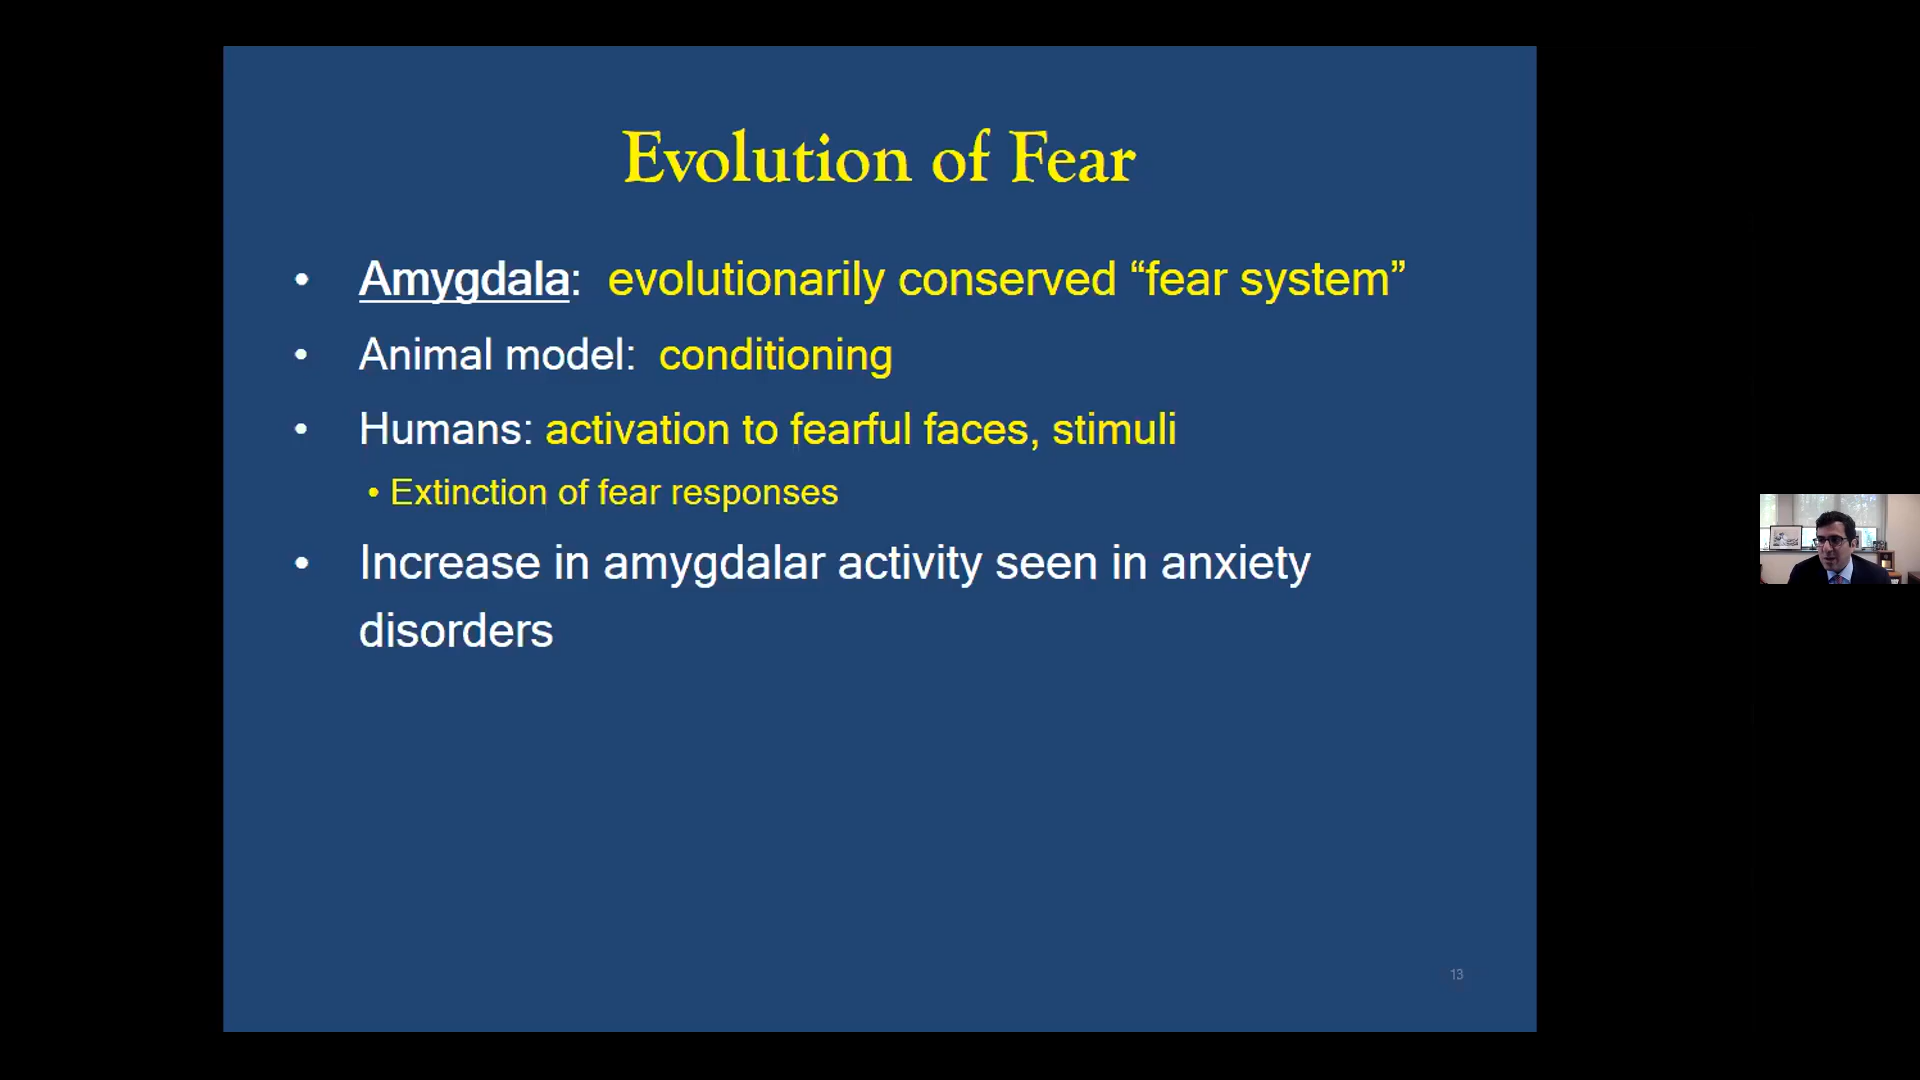 Evolution of Fear
• Amygdala: evolutionarily conserved “fear system”
• Animal model: conditioning
• Humans: activation to fearful faces, stimuli
• Extinction of fear responses
• Increase in amygdalar activity seen in anxiety
disorders
13